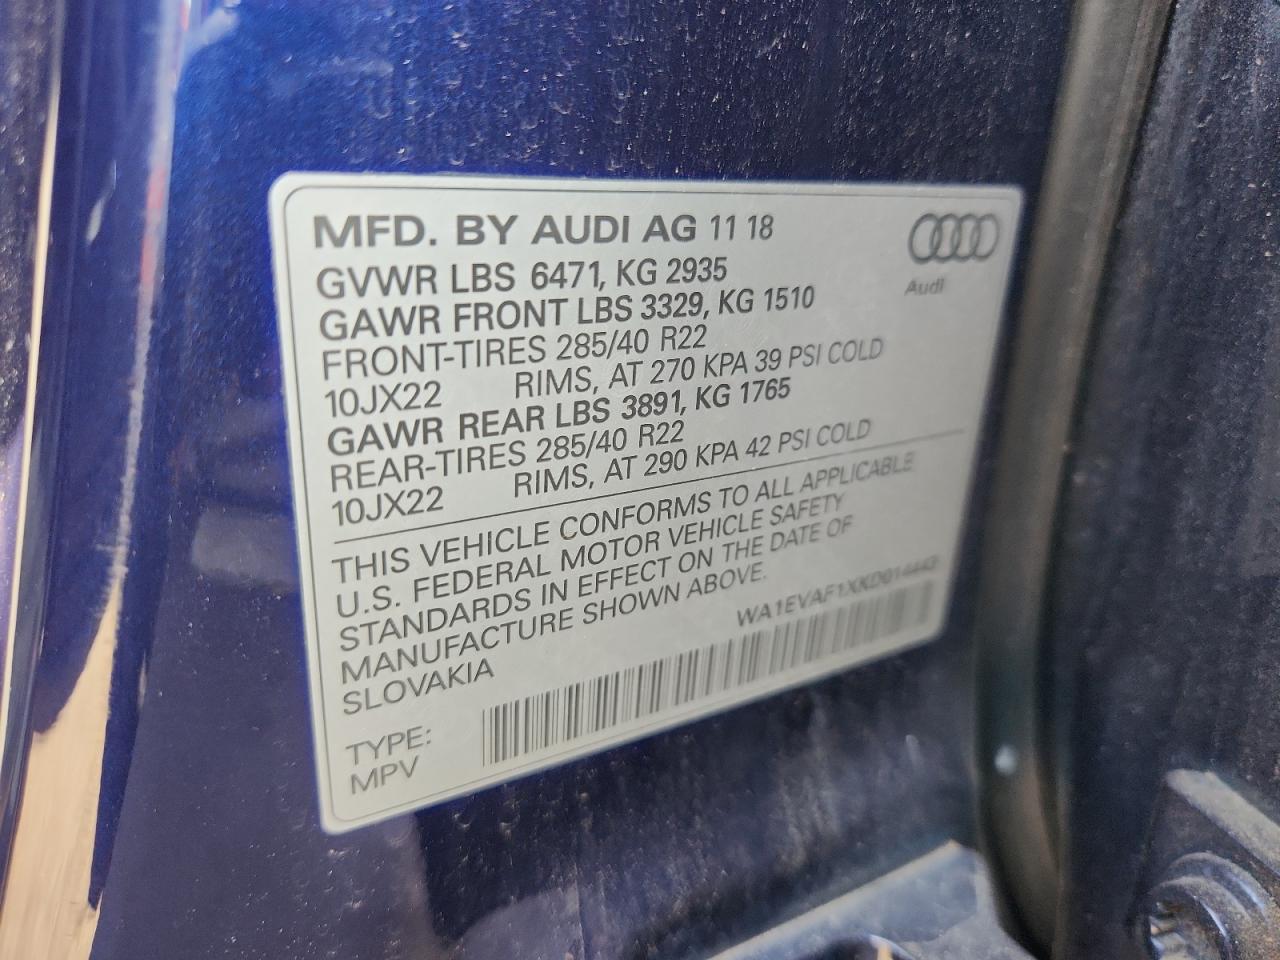 MFD. BY AUDI AG 11 18
Audi
GVWR LBS 6471, KG 2935
GAWR FRONT LBS 3329, KG 1510
FRONT-TIRES 285/40 R22
10JX22 RIMS, AT 270 KPA 39 PSI COLD
GAWR REAR LBS 3891, KG 1765
REAR-TIRES 285/40 R22
10JX22 RIMS, AT 290 KPA 42 PSI COLD
THIS VEHICLE CONFORMS TO ALL APPLICABLE
U.S. FEDERAL MOTOR VEHICLE SAFETY
STANDARDS IN EFFECT ON THE DATE OF
MANUFACTURE SHOWN ABOVE.
SLOVAKIA
WA1EVAF1XKD014443
TYPE:
MPV